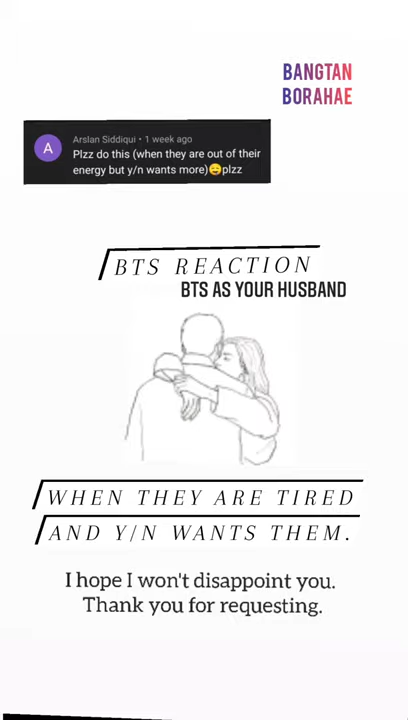 BANGTAN
BORAHAE
A
Arslan Siddiqui • 1 week ago
Plzz do this (when they are out of their
energy but y/n wants more)🤤plzz
BTS REACTION
BTS AS YOUR HUSBAND
WHEN THEY ARE TIRED
AND Y/N WANTS THEM.
I hope I won't disappoint you.
Thank you for requesting.